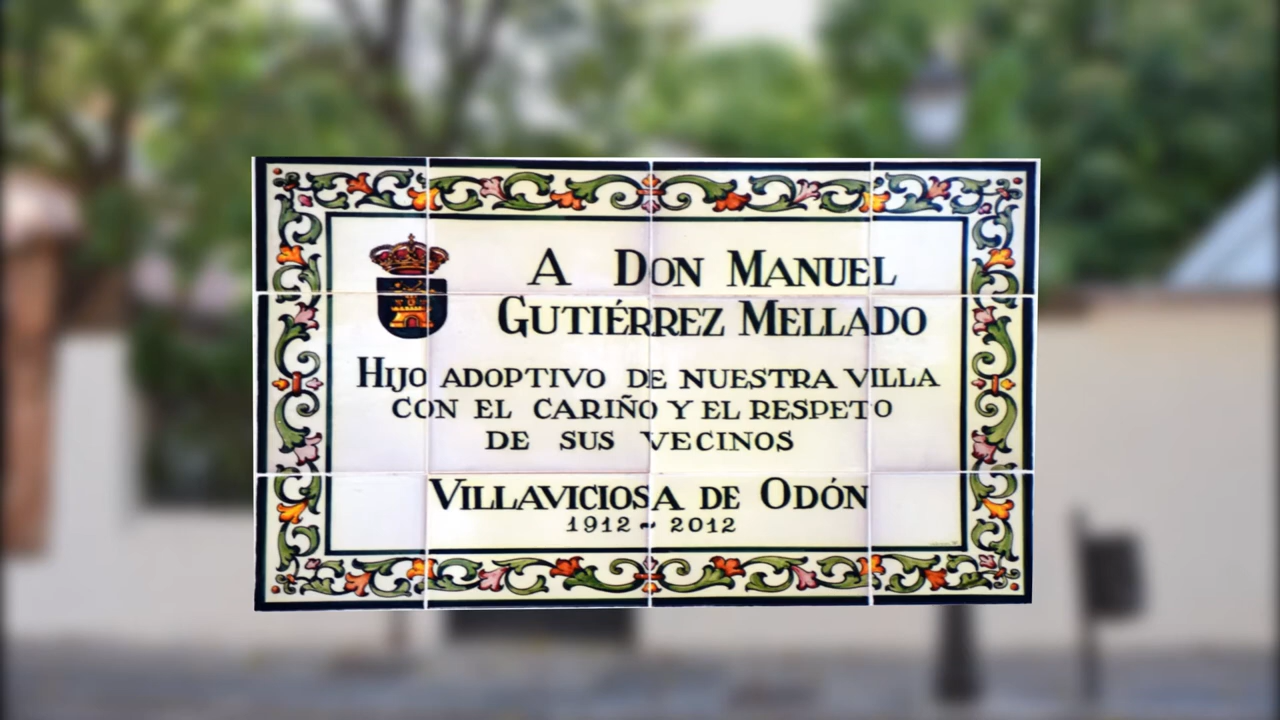 A DON MANUEL
GUTIÉRREZ MELLADO
HIJO ADOPTIVO DE NUESTRA VILLA
CON EL CARIÑO Y EL RESPETO
DE SUS VECINOS
VILLAVICIOSA DE ODÓN
1912 ~ 2012